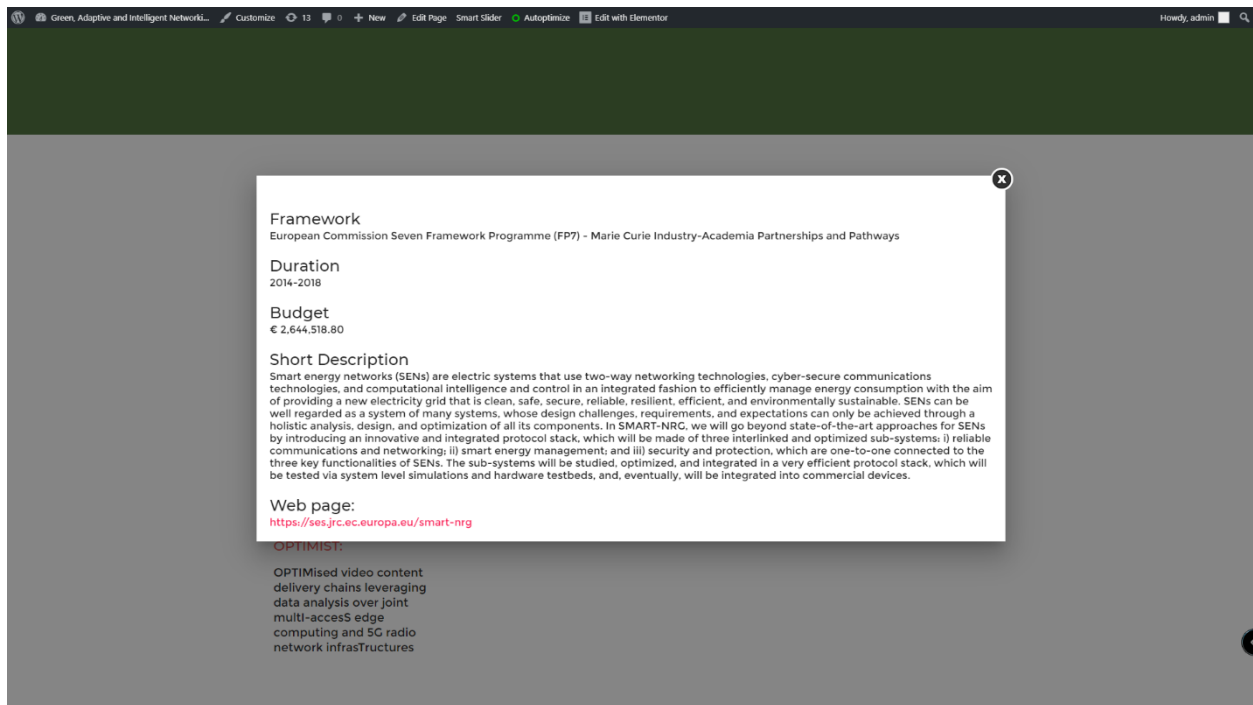 Green, Adaptive and Intelligent Networki... Customize 13 0 + New Edit Page Smart Slider Autoptimize Edit with Elementor Howdy, admin
Framework
European Commission Seven Framework Programme (FP7) - Marie Curie Industry-Academia Partnerships and Pathways
Duration
2014-2018
Budget
€ 2,644,518.80
Short Description
Smart energy networks (SENs) are electric systems that use two-way networking technologies, cyber-secure communications
technologies, and computational intelligence and control in an integrated fashion to efficiently manage energy consumption with the aim
of providing a new electricity grid that is clean, safe, secure, reliable, resilient, efficient, and environmentally sustainable. SENs can be
well regarded as a system of many systems, whose design challenges, requirements, and expectations can only be achieved through a
holistic analysis, design, and optimization of all its components. In SMART-NRG, we will go beyond state-of-the-art approaches for SENs
by introducing an innovative and integrated protocol stack, which will be made of three interlinked and optimized sub-systems: i) reliable
communications and networking; ii) smart energy management; and iii) security and protection, which are one-to-one connected to the
three key functionalities of SENs. The sub-systems will be studied, optimized, and integrated in a very efficient protocol stack, which will
be tested via system level simulations and hardware testbeds, and, eventually, will be integrated into commercial devices.
Web page:
https://ses.jrc.ec.europa.eu/smart-nrg
OPTIMIST:
OPTIMised video content
delivery chains leveraging
data analysis over joint
multI-accesS edge
computing and 5G radio
network infrasTructures